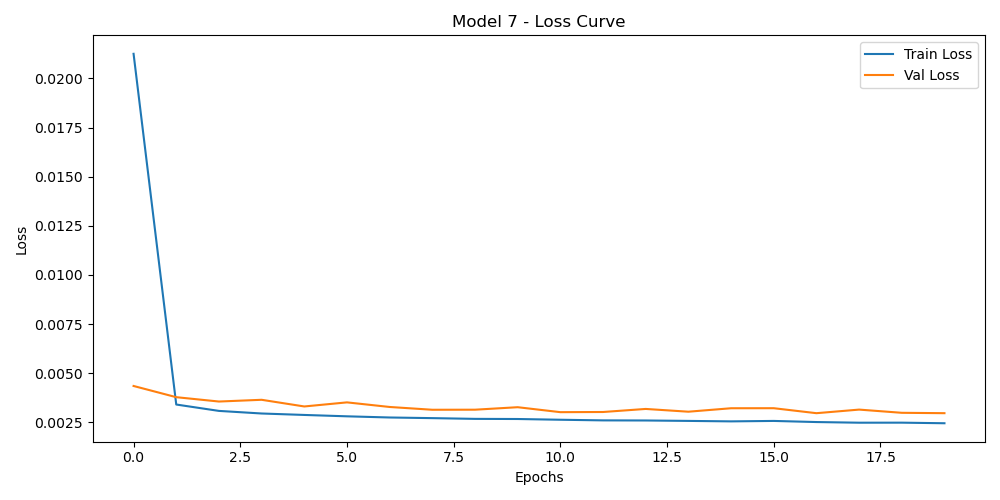 Model 7 - Loss Curve
Train Loss
Val Loss
0.0200
0.0175
0.0150
0.0125
0.0100
0.0075
0.0050
0.0025
Loss
0.0 2.5 5.0 7.5 10.0 12.5 15.0 17.5
Epochs